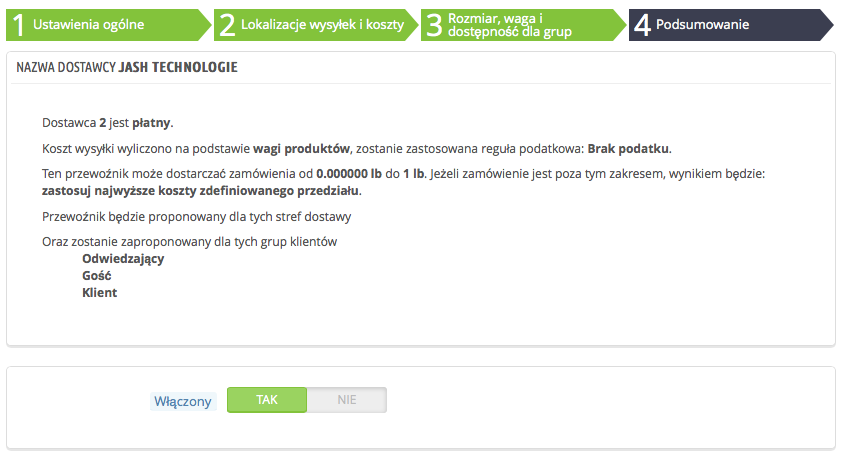 1 Ustawienia ogólne
2 Lokalizacje wysyłek i koszty
3 Rozmiar, waga i
dostępność dla grup
4 Podsumowanie
NAZWA DOSTAWCY JASH TECHNOLOGIE
Dostawca 2 jest płatny.
Koszt wysyłki wyliczono na podstawie wagi produktów, zostanie zastosowana reguła podatkowa: Brak podatku.
Ten przewoźnik może dostarczać zamówienia od 0.000000 lb do 1 lb. Jeżeli zamówienie jest poza tym zakresem, wynikiem będzie:
zastosuj najwyższe koszty zdefiniowanego przedziału.
Przewoźnik będzie proponowany dla tych stref dostawy
Oraz zostanie zaproponowany dla tych grup klientów
Odwiedzający
Gość
Klient
Włączony TAK NIE